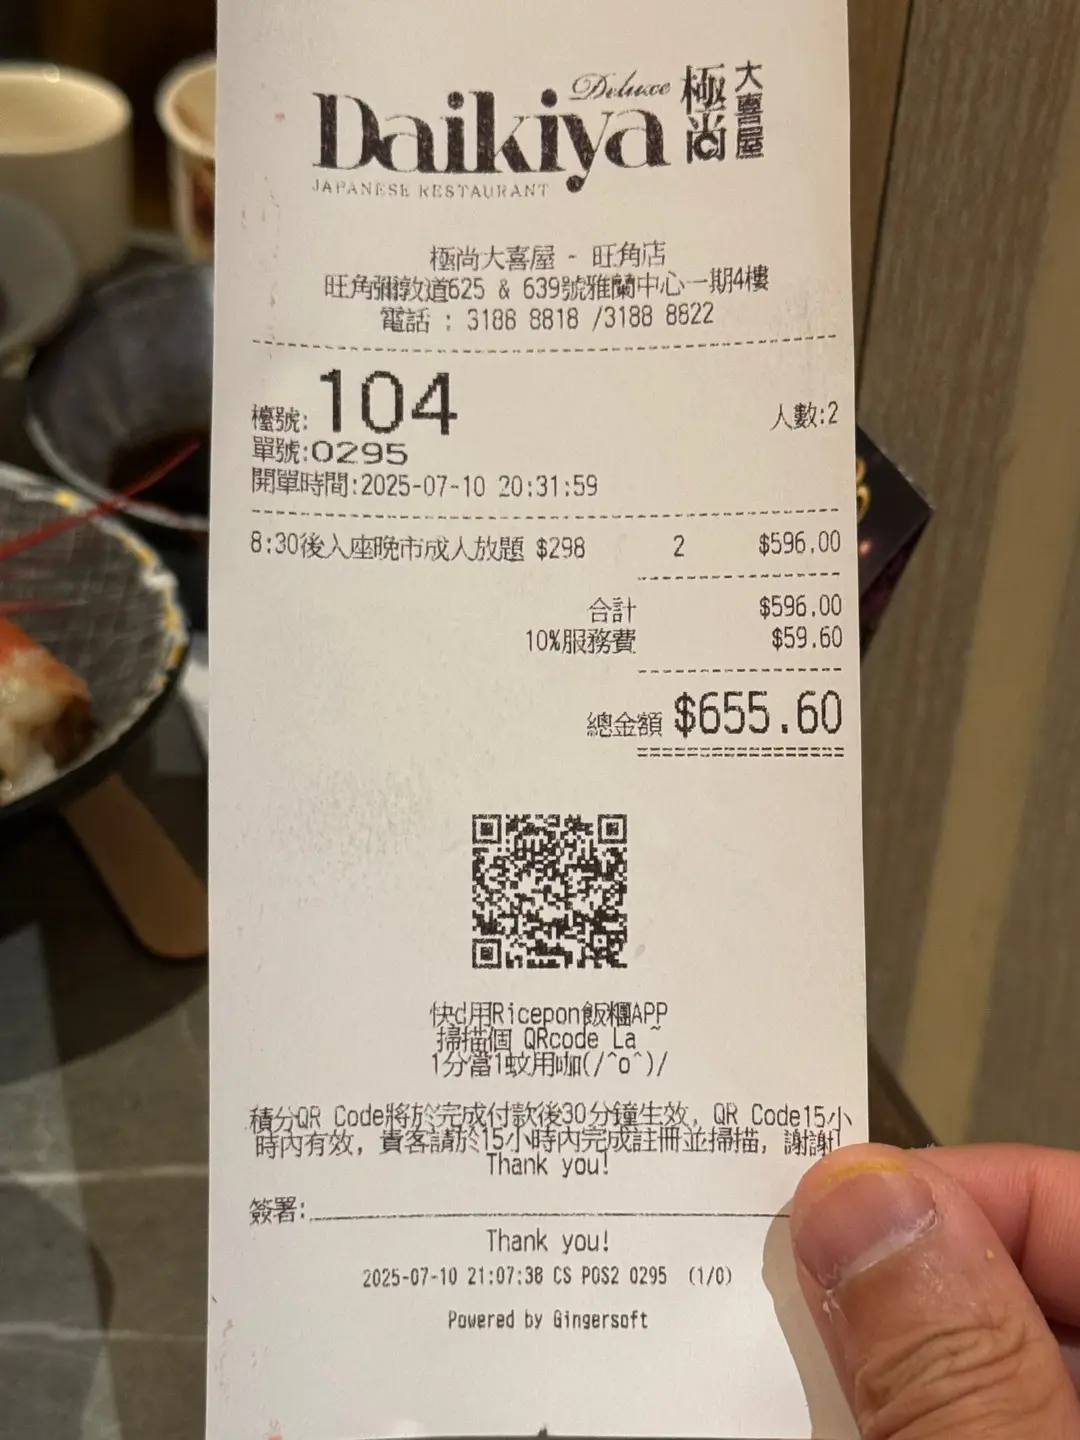 Deluxe
Daikiya 極尚 大喜屋
JAPANESE RESTAURANT
極尚大喜屋 - 旺角店
旺角彌敦道625 & 639號雅蘭中心一期4樓
電話 : 3188 8818 /3188 8822
檯號: 104 人數:2
單號:0295
開單時間:2025-07-10 20:31:59
8:30後入座晚市成人放題 $298 2 $596.00
合計 $596.00
10%服務費 $59.60
總金額 $655.60
快d用Ricepon飯糰APP
掃描個 QRcode La ~
1分當1蚊用咖(/^o^)/
積分QR Code將於完成付款後30分鐘生效, QR Code15小
時內有效, 貴客請於15小時內完成註冊並掃描, 謝謝!
Thank you!
簽署:
Thank you!
2025-07-10 21:07:38 CS POS2 0295 (1/0)
Powered by Gingersoft